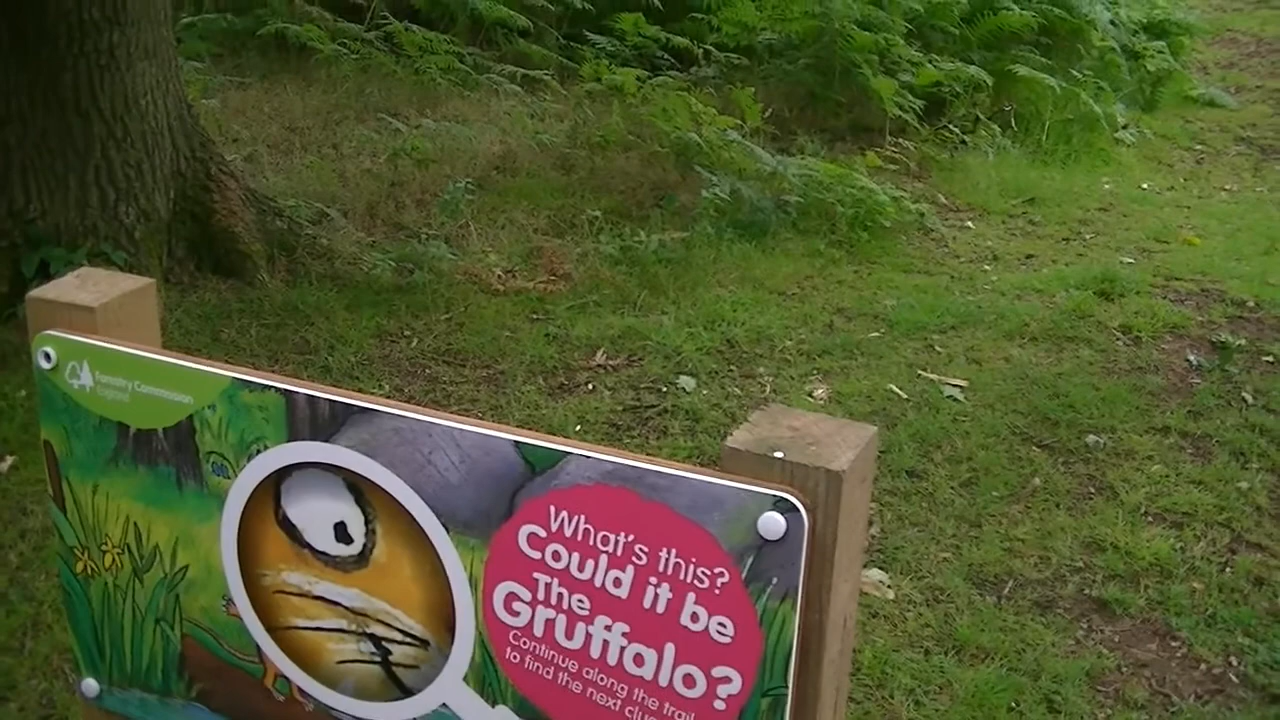 Forestry Commission
England
What's this?
Could it be
The
Gruffalo?
Continue along the trail
to find the next clue